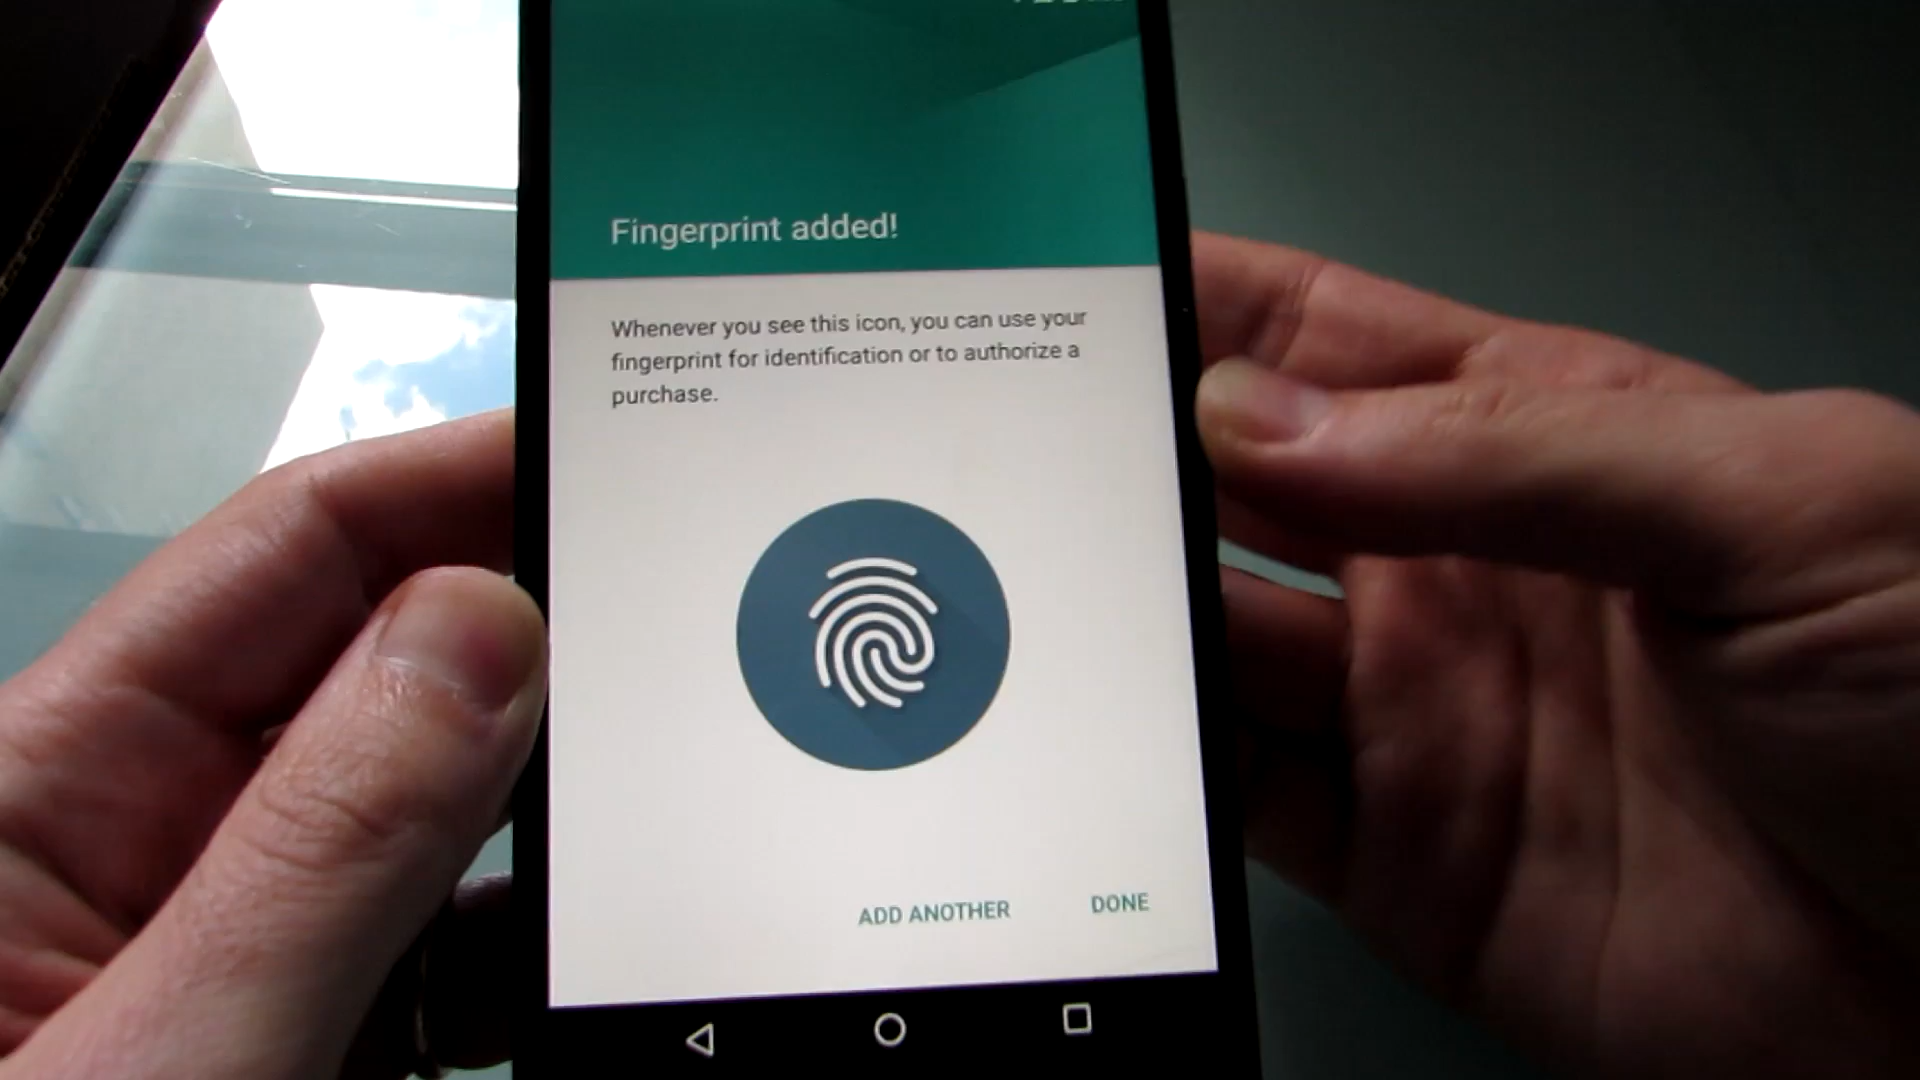 Fingerprint added!
Whenever you see this icon, you can use your
fingerprint for identification or to authorize a
purchase.
ADD ANOTHER DONE